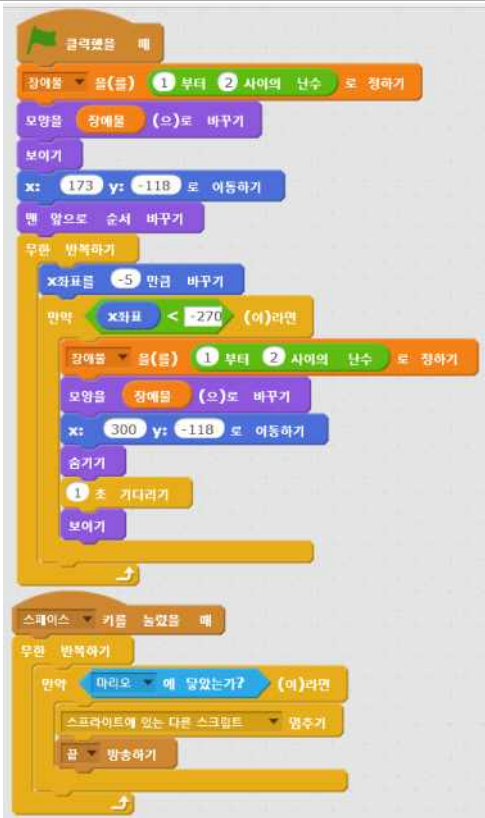 클릭했을 때
장애물 을(를) 1 부터 2 사이의 난수 로 정하기
모양을 장애물 (으)로 바꾸기
보이기
x: 173 y: -118 로 이동하기
맨 앞으로 순서 바꾸기
무한 반복하기
x좌표를 -5 만큼 바꾸기
만약 x좌표 < -270 (이)라면
장애물 을(를) 1 부터 2 사이의 난수 로 정하기
모양을 장애물 (으)로 바꾸기
x: 300 y: -118 로 이동하기
숨기기
1 초 기다리기
보이기
스페이스 키를 눌렀을 때
무한 반복하기
만약 마리오 에 닿았는가? (이)라면
스프라이트에 있는 다른 스크립트 멈추기
끝 방송하기